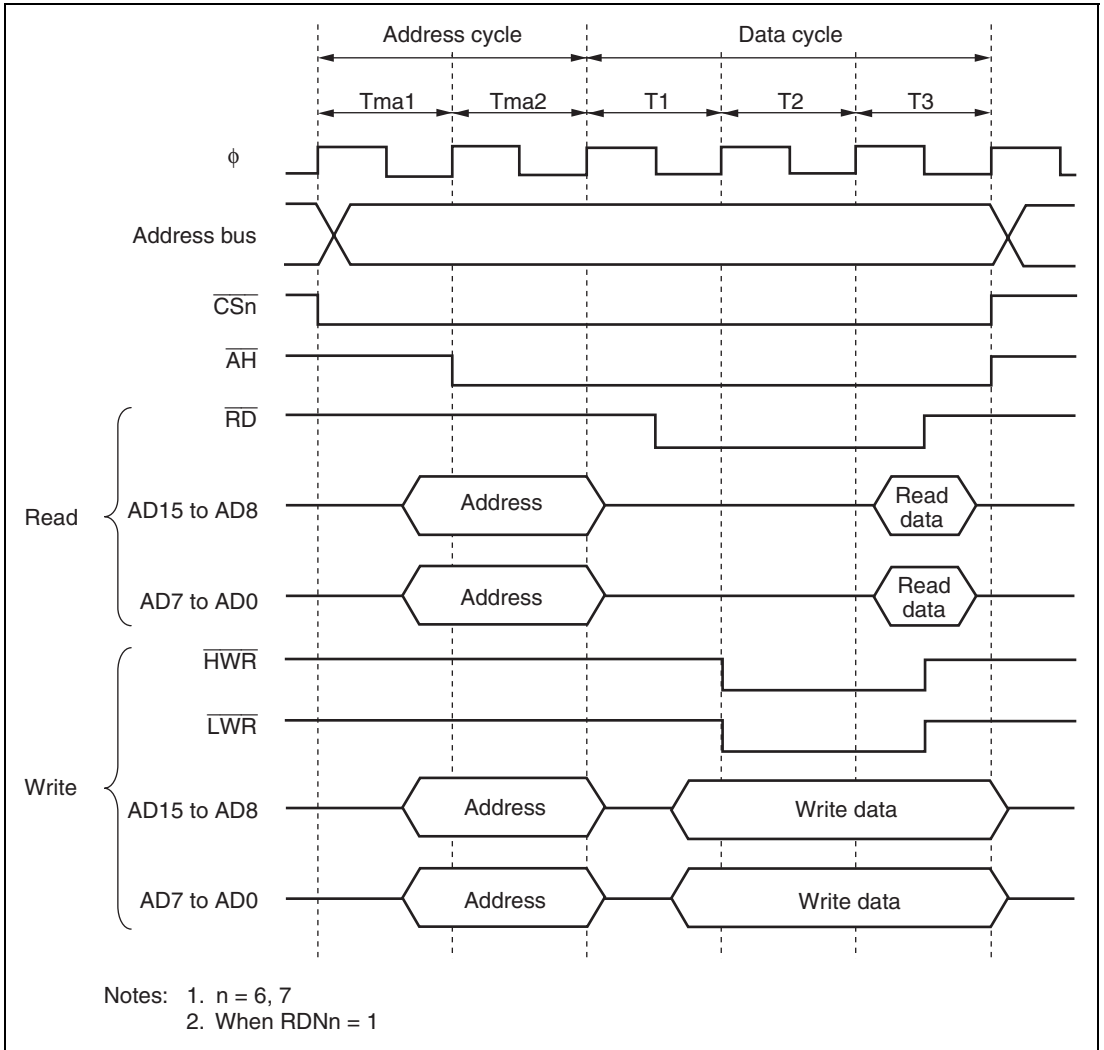 Address cycle Data cycle
Tma1 Tma2 T1 T2 T3
ϕ
Address bus
CSn
AH
RD
Read
AD15 to AD8 Address Read data
AD7 to AD0 Address Read data
HWR
LWR
Write
AD15 to AD8 Address Write data
AD7 to AD0 Address Write data
Notes: 1. n = 6, 7
2. When RDNn = 1